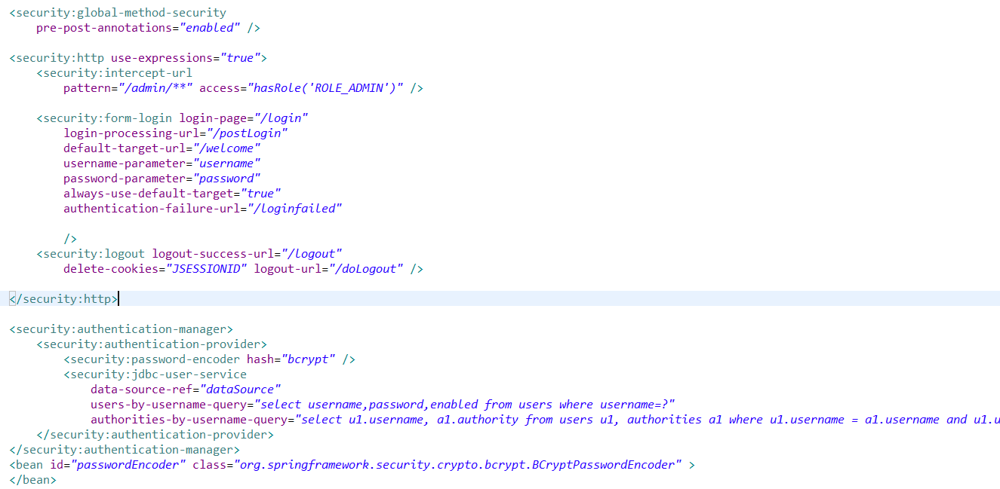 <security:global-method-security
pre-post-annotations="enabled" />
<security:http use-expressions="true">
<security:intercept-url
pattern="/admin/**" access="hasRole('ROLE_ADMIN')" />
<security:form-login login-page="/login"
login-processing-url="/postLogin"
default-target-url="/welcome"
username-parameter="username"
password-parameter="password"
always-use-default-target="true"
authentication-failure-url="/loginfailed"
/>
<security:logout logout-success-url="/logout"
delete-cookies="JSESSIONID" logout-url="/doLogout" />
</security:http>
<security:authentication-manager>
<security:authentication-provider>
<security:password-encoder hash="bcrypt" />
<security:jdbc-user-service
data-source-ref="dataSource"
users-by-username-query="select username,password,enabled from users where username=?"
authorities-by-username-query="select u1.username, a1.authority from users u1, authorities a1 where u1.username = a1.username and u1.u
</security:authentication-provider>
</security:authentication-manager>
<bean id="passwordEncoder" class="org.springframework.security.crypto.bcrypt.BCryptPasswordEncoder" >
</bean>